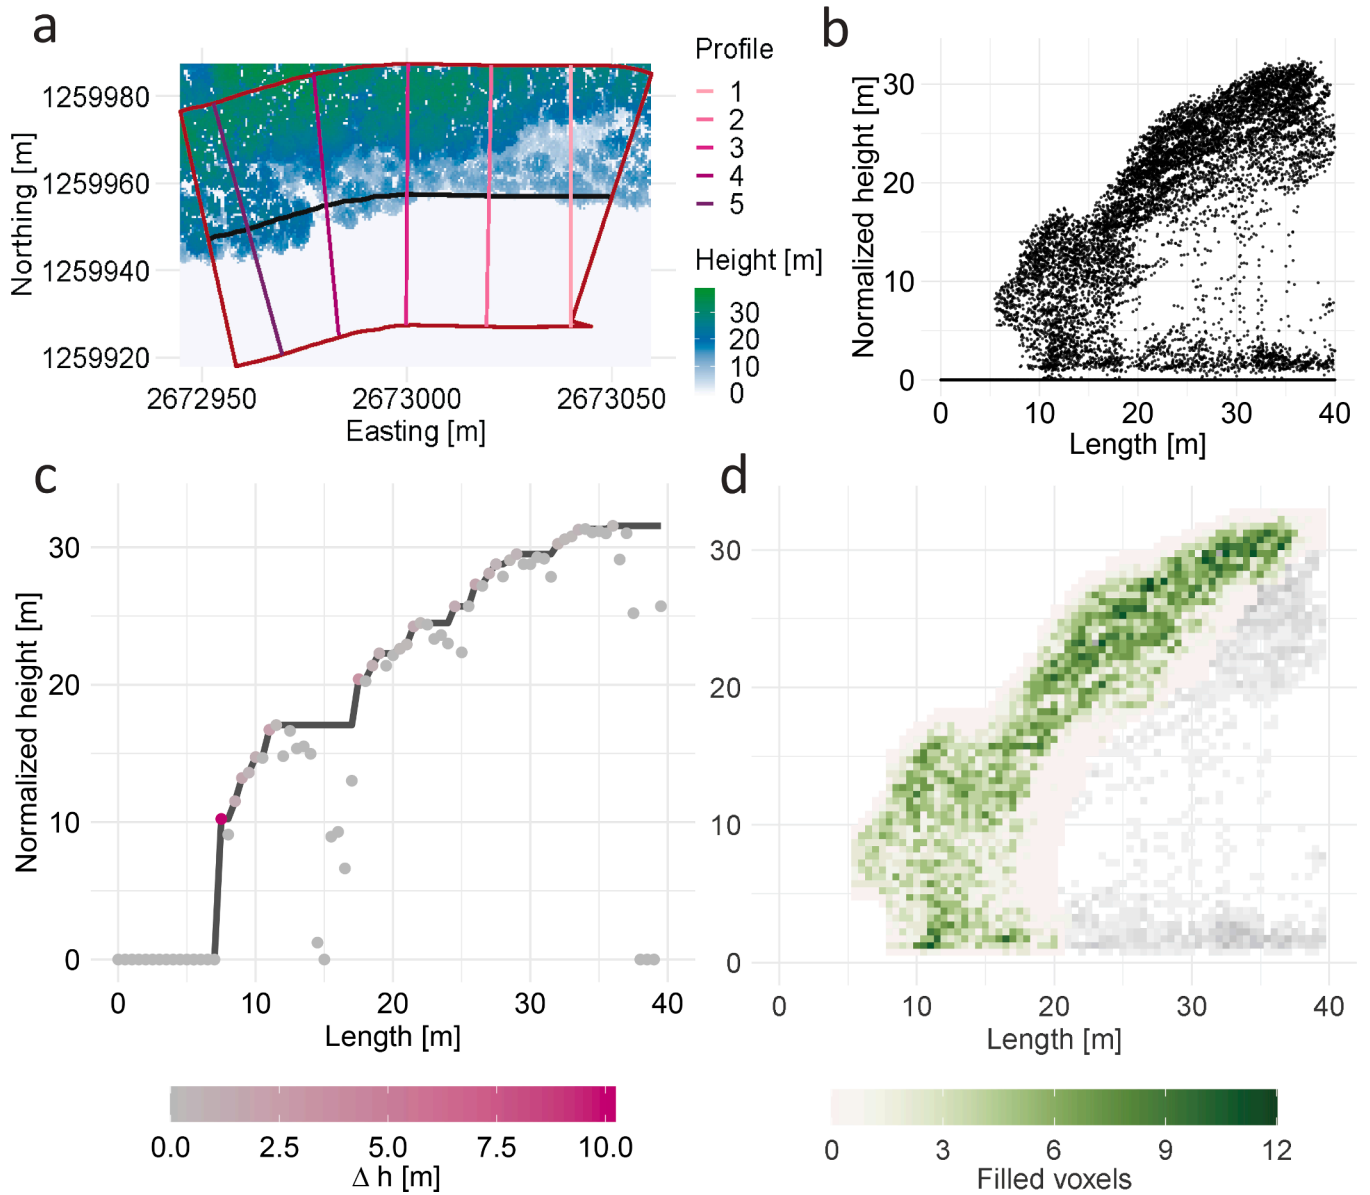 a
Northing [m]
1259980
1259960
1259940
1259920
2672950 2673000 2673050
Easting [m]
Profile
1
2
3
4
5
Height [m]
30
20
10
0
b
Normalized height [m]
30
20
10
0
0 10 20 30 40
Length [m]
c
Normalized height [m]
30
20
10
0
0 10 20 30 40
Length [m]
0.0 2.5 5.0 7.5 10.0
Δ h [m]
d
30
20
10
0
0 10 20 30 40
Length [m]
0 3 6 9 12
Filled voxels